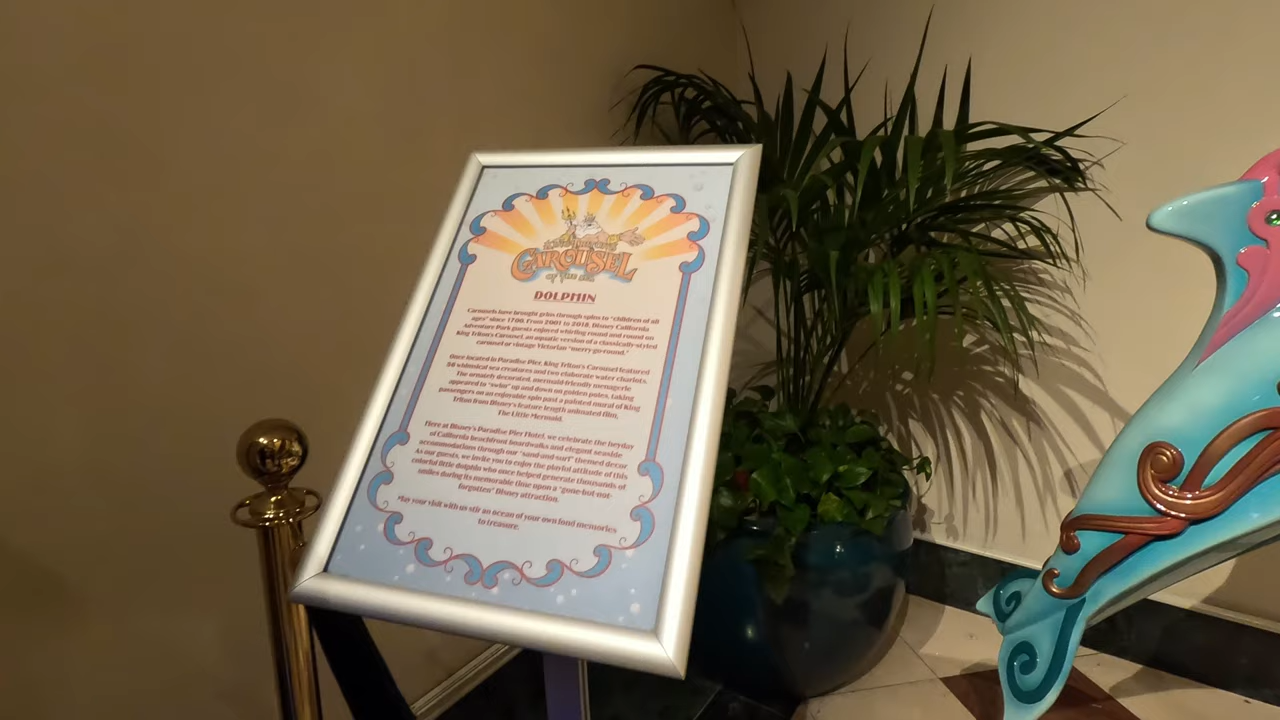 King Triton's
CAROUSEL
OF THE SEA
DOLPHIN
Carousels have brought grins through spins to "children of all
ages" since 1700. From 2001 to 2018, Disney California
Adventure Park guests enjoyed whirling round and round on
King Triton's Carousel, an aquatic version of a classically-styled
carousel or vintage Victorian "merry-go-round."
Once located in Paradise Pier, King Triton's Carousel featured
56 whimsical sea creatures and two elaborate water chariots.
The ornately decorated, mermaid-friendly menagerie
appeared to "swim" up and down on golden poles, taking
passengers on an enjoyable spin past a painted mural of King
Triton from Disney's feature length animated film,
The Little Mermaid.
Here at Disney's Paradise Pier Hotel, we celebrate the heyday
of California beachfront boardwalks and elegant seaside
accommodations through our "sand and surf" themed decor
As our guests, we invite you to enjoy the playful attitude of this
colorful little dolphin who once helped generate thousands of
smiles during its memorable time upon a "gone-but-not-
forgotten" Disney attraction.
May your visit with us stir an ocean of your own fond memories
to treasure.